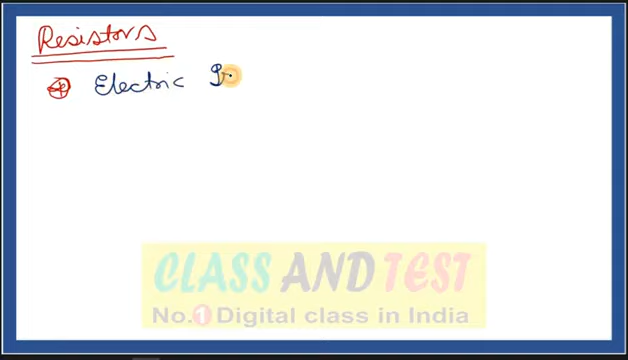 Resistors
Electric
CLASS AND TEST
No.1 Digital class in India